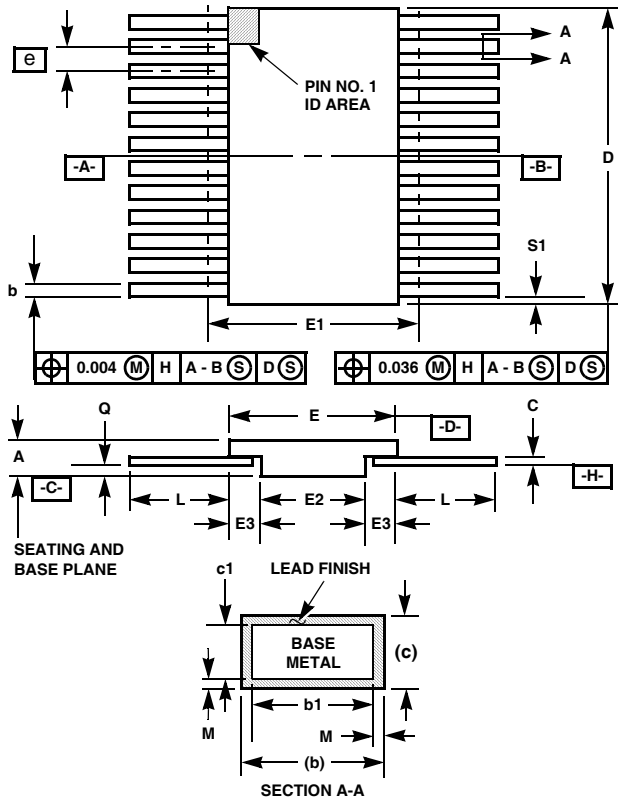 e
A
A
PIN NO. 1
ID AREA
-A-
-B-
D
S1
b
E1
0.004 Ⓜ H A - B Ⓢ D Ⓢ
0.036 Ⓜ H A - B Ⓢ D Ⓢ
Q
E
C
-D-
A
-C-
-H-
L
E2
L
E3
E3
SEATING AND
BASE PLANE
c1
LEAD FINISH
BASE
METAL
(c)
b1
M
M
(b)
SECTION A-A